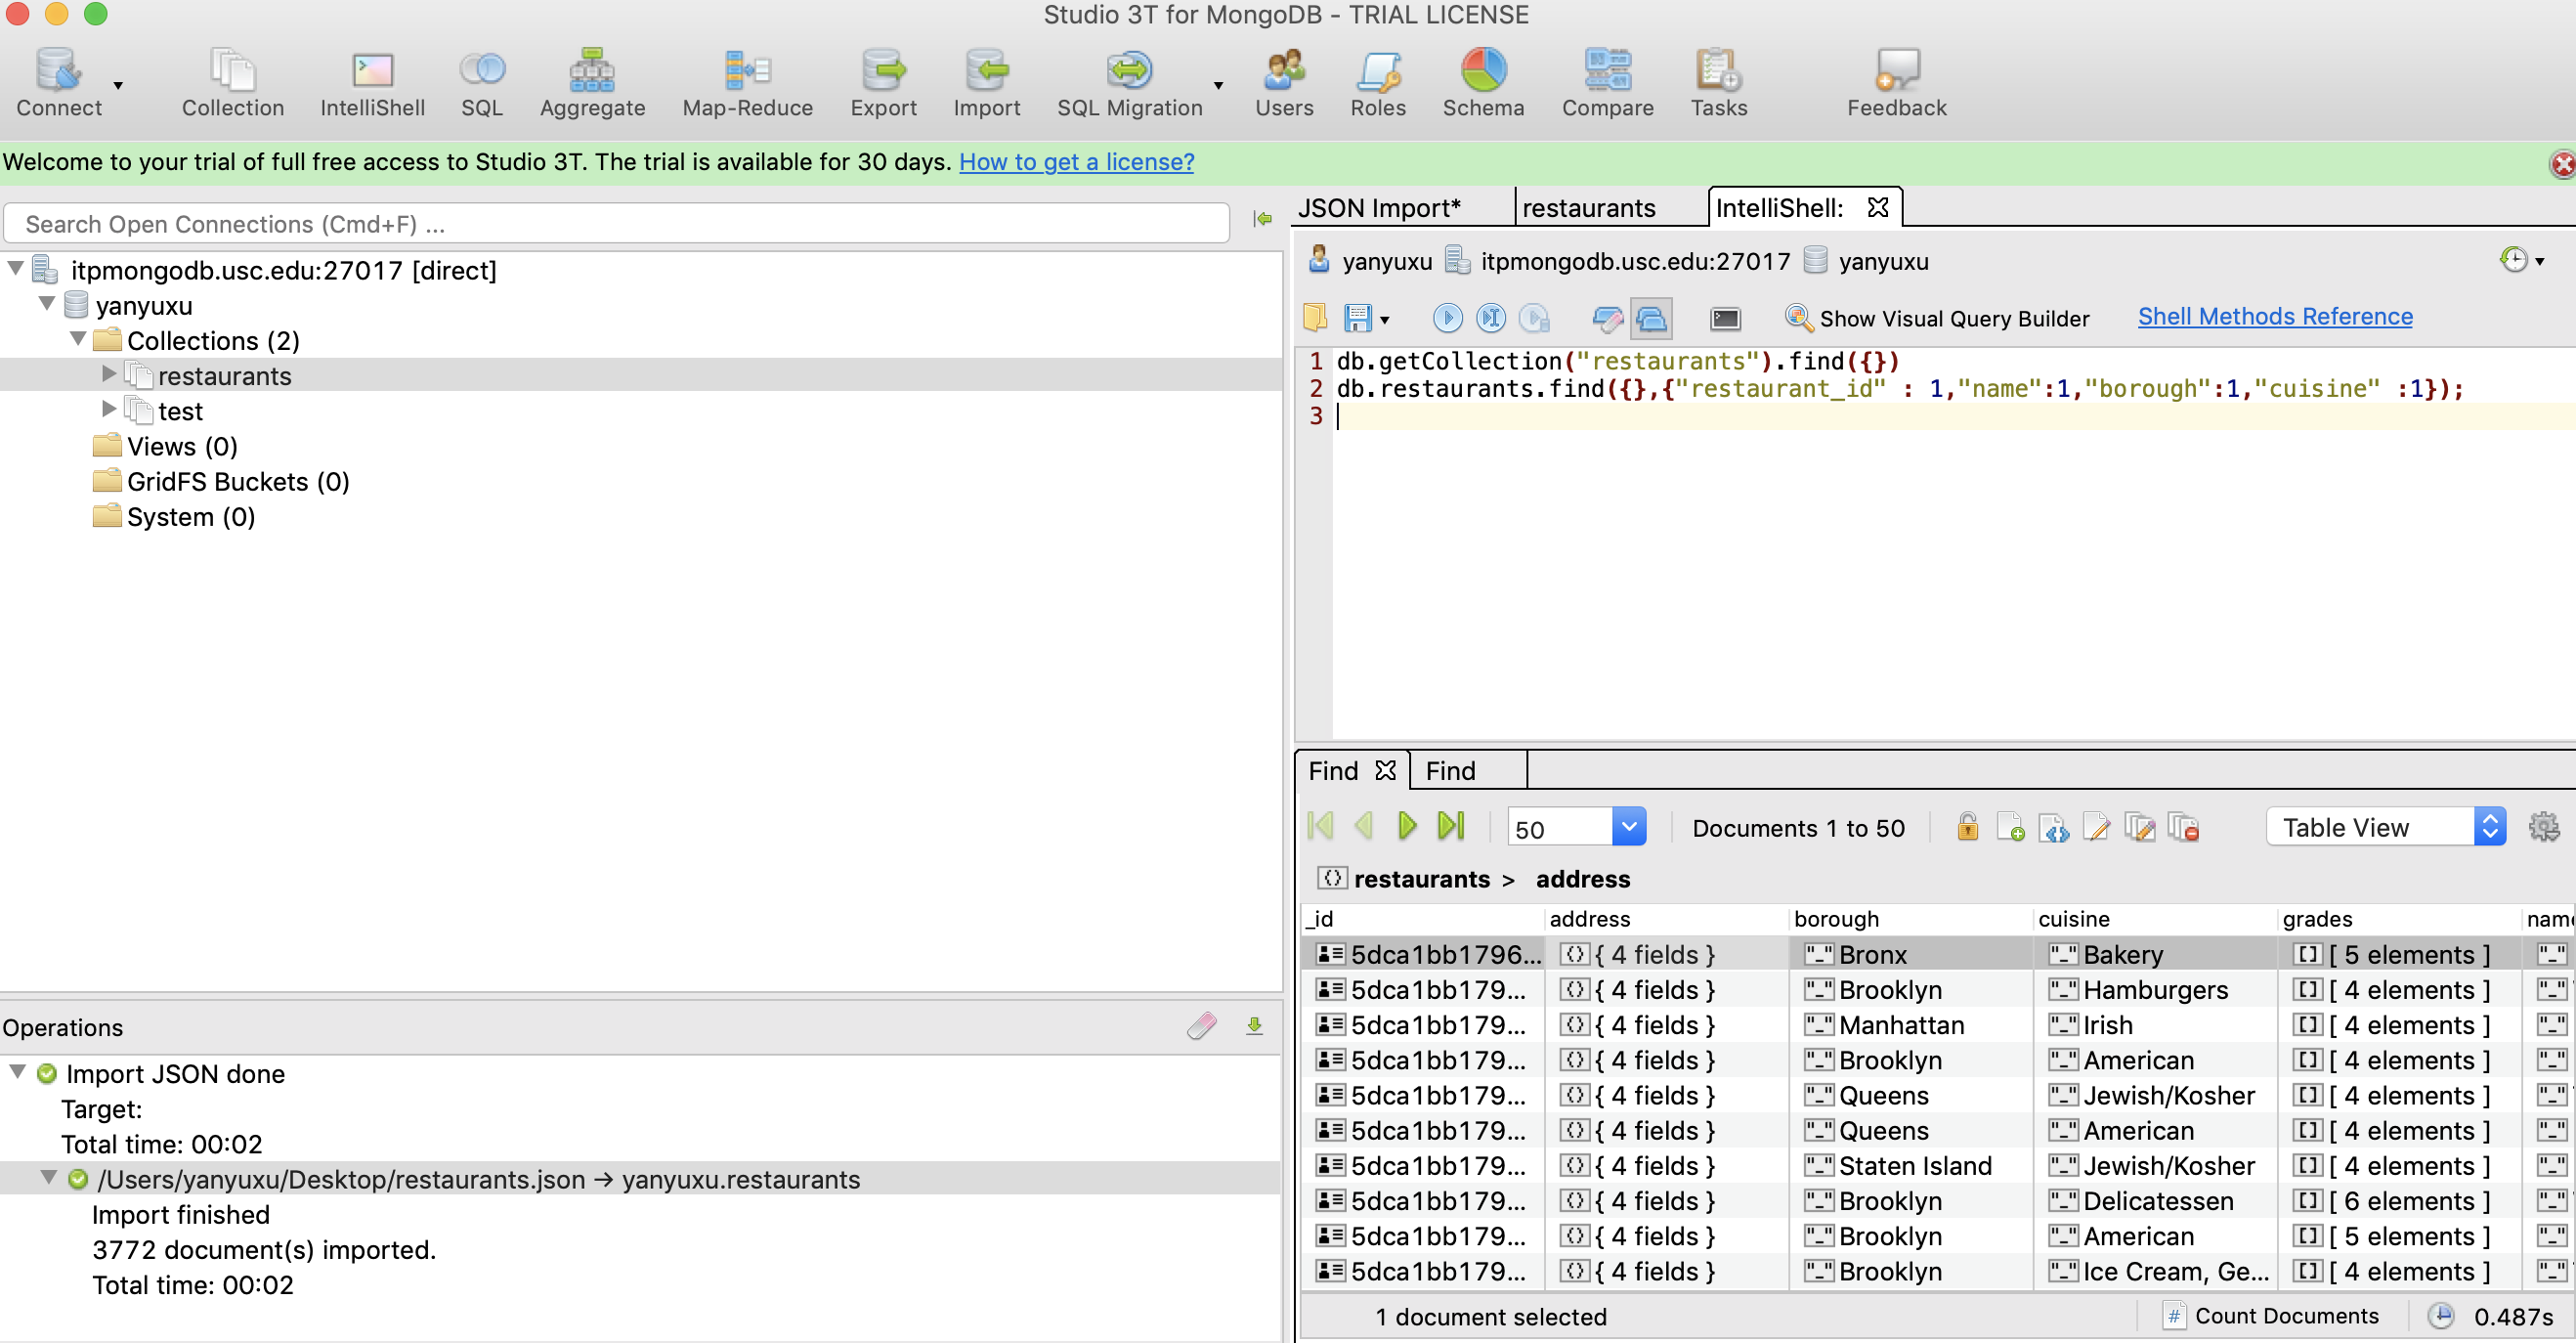 Studio 3T for MongoDB - TRIAL LICENSE
Connect Collection IntelliShell SQL Aggregate Map-Reduce Export Import SQL Migration Users Roles Schema Compare Tasks Feedback
Welcome to your trial of full free access to Studio 3T. The trial is available for 30 days. How to get a license?
Search Open Connections (Cmd+F) ...
itpmongodb.usc.edu:27017 [direct]
yanyuxu
Collections (2)
restaurants
test
Views (0)
GridFS Buckets (0)
System (0)
Operations
Import JSON done
Target:
Total time: 00:02
/Users/yanyuxu/Desktop/restaurants.json → yanyuxu.restaurants
Import finished
3772 document(s) imported.
Total time: 00:02
JSON Import* restaurants IntelliShell:
yanyuxu itpmongodb.usc.edu:27017 yanyuxu
Show Visual Query Builder Shell Methods Reference
1 db.getCollection("restaurants").find({})
2 db.restaurants.find({},{"restaurant_id" : 1,"name":1,"borough":1,"cuisine" :1});
3
Find Find
50 Documents 1 to 50 Table View
restaurants > address
_id address borough cuisine grades nam
5dca1bb1796... { 4 fields } "_" Bronx "_" Bakery [ 5 elements ] "_"
5dca1bb179... { 4 fields } "_" Brooklyn "_" Hamburgers [ 4 elements ] "_"
5dca1bb179... { 4 fields } "_" Manhattan "_" Irish [ 4 elements ] "_"
5dca1bb179... { 4 fields } "_" Brooklyn "_" American [ 4 elements ] "_"
5dca1bb179... { 4 fields } "_" Queens "_" Jewish/Kosher [ 4 elements ] "_"
5dca1bb179... { 4 fields } "_" Queens "_" American [ 4 elements ] "_"
5dca1bb179... { 4 fields } "_" Staten Island "_" Jewish/Kosher [ 4 elements ] "_"
5dca1bb179... { 4 fields } "_" Brooklyn "_" Delicatessen [ 6 elements ] "_"
5dca1bb179... { 4 fields } "_" Brooklyn "_" American [ 5 elements ] "_"
5dca1bb179... { 4 fields } "_" Brooklyn "_" Ice Cream, Ge... [ 4 elements ] "_"
1 document selected # Count Documents 0.487s